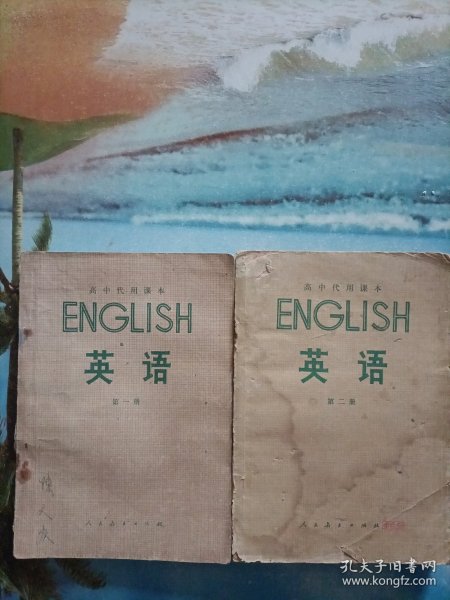 高中代用课本
ENGLISH
英语
第一册
人民教育出版社
高中代用课本
ENGLISH
英语
第二册
人民教育出版社
孔夫子旧书网
www.kongfz.com